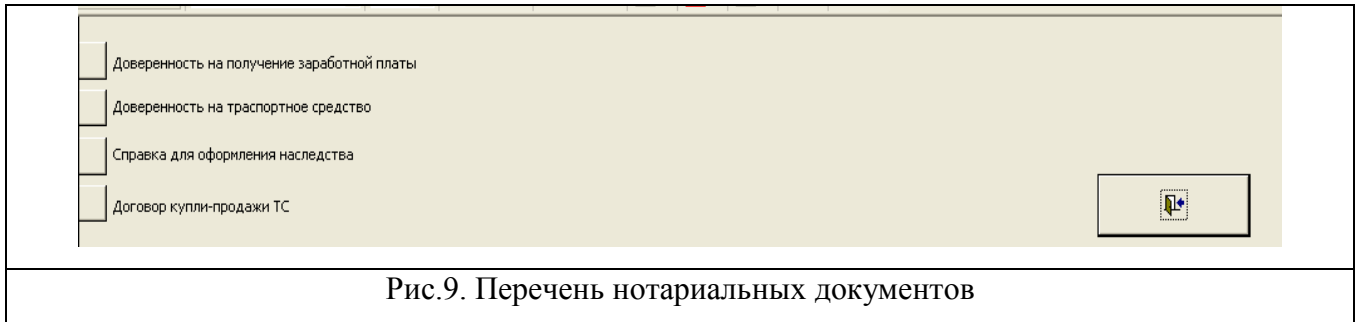 Доверенность на получение заработной платы
Доверенность на траспортное средство
Справка для оформления наследства
Договор купли-продажи ТС
Рис.9. Перечень нотариальных документов